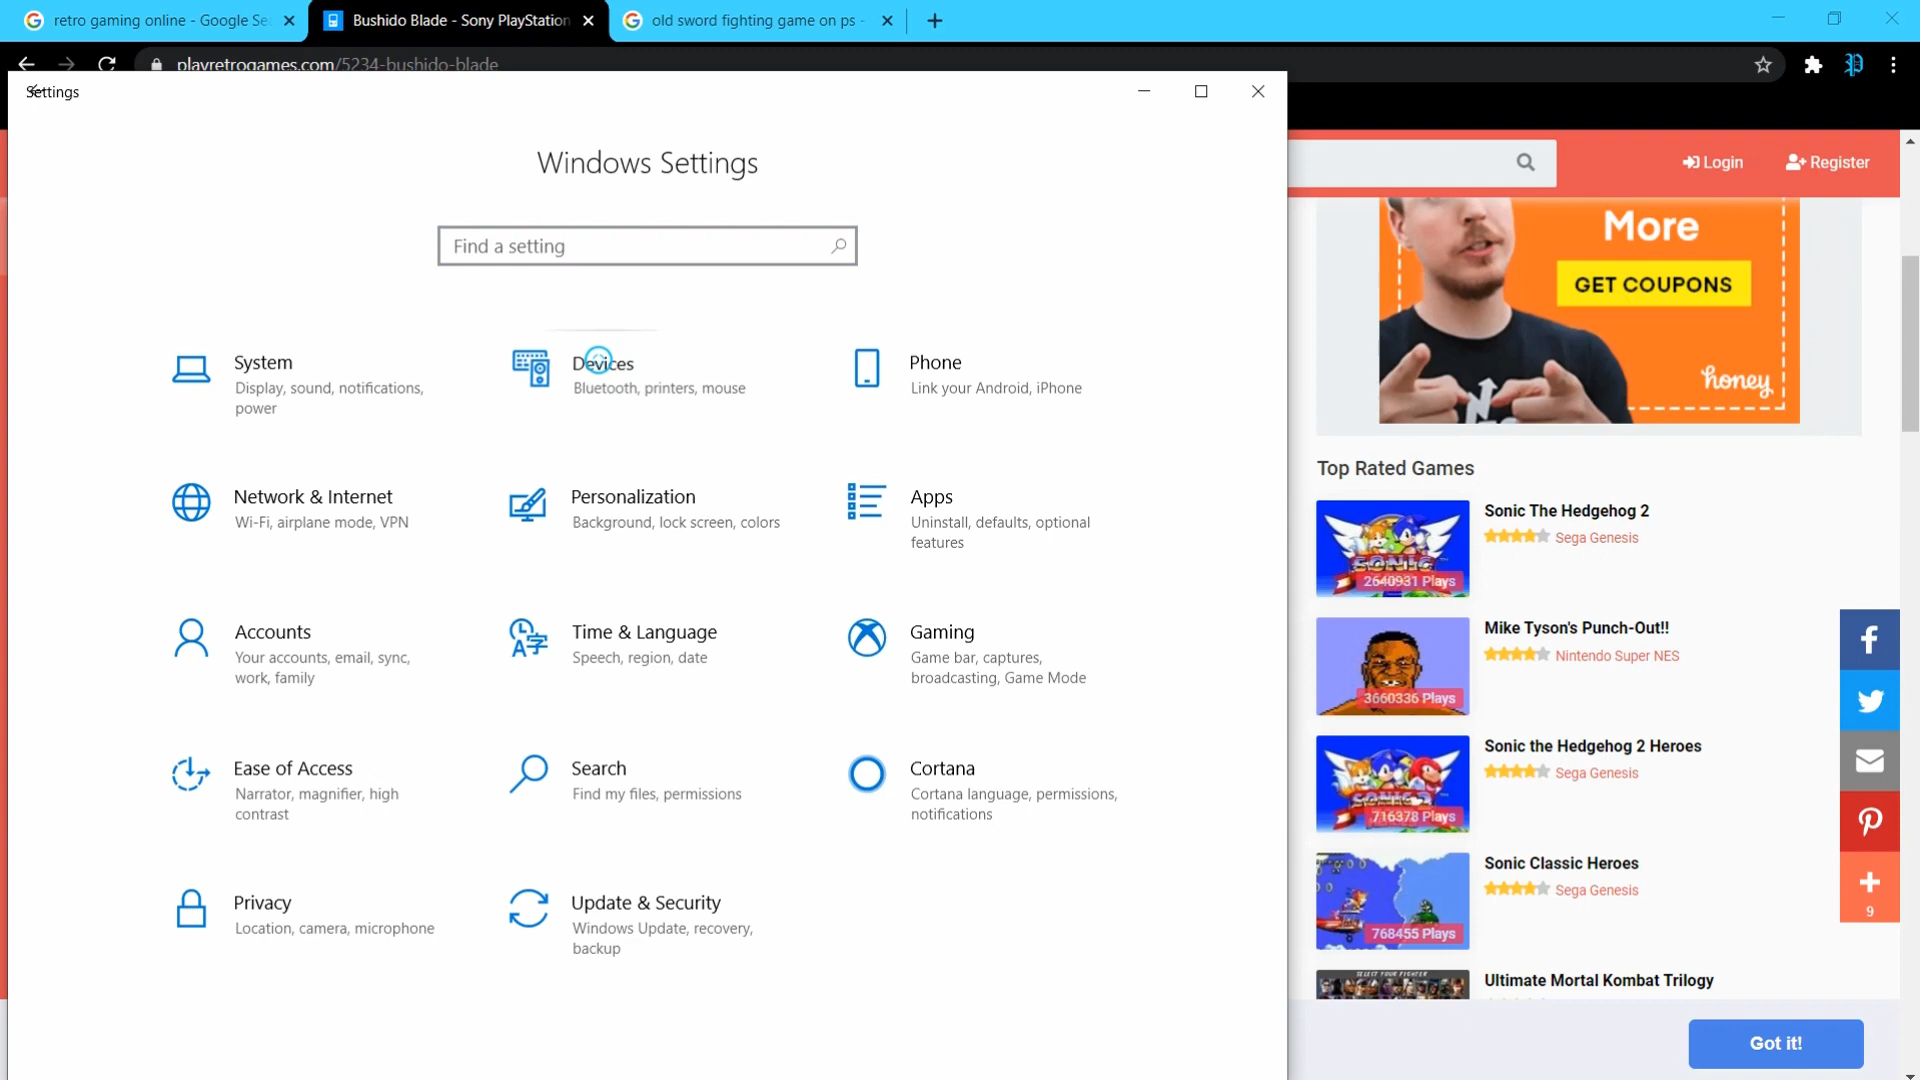 retro gaming online - Google Se
Bushido Blade - Sony PlayStation
old sword fighting game on ps -
playretrogames.com/5234-bushido-blade
Settings
Windows Settings
Find a setting
System
Display, sound, notifications,
power
Devices
Bluetooth, printers, mouse
Phone
Link your Android, iPhone
Network & Internet
Wi-Fi, airplane mode, VPN
Personalization
Background, lock screen, colors
Apps
Uninstall, defaults, optional
features
Accounts
Your accounts, email, sync,
work, family
Time & Language
Speech, region, date
Gaming
Game bar, captures,
broadcasting, Game Mode
Ease of Access
Narrator, magnifier, high
contrast
Search
Find my files, permissions
Cortana
Cortana language, permissions,
notifications
Privacy
Location, camera, microphone
Update & Security
Windows Update, recovery,
backup
Login
Register
More
GET COUPONS
honey
Top Rated Games
Sonic The Hedgehog 2
Sega Genesis
SONIC
2640931 Plays
Mike Tyson's Punch-Out!!
Nintendo Super NES
3660336 Plays
Sonic the Hedgehog 2 Heroes
Sega Genesis
SONIC 2
716378 Plays
Sonic Classic Heroes
Sega Genesis
768455 Plays
Ultimate Mortal Kombat Trilogy
SELECT YOUR FIGHTER
9
Got it!